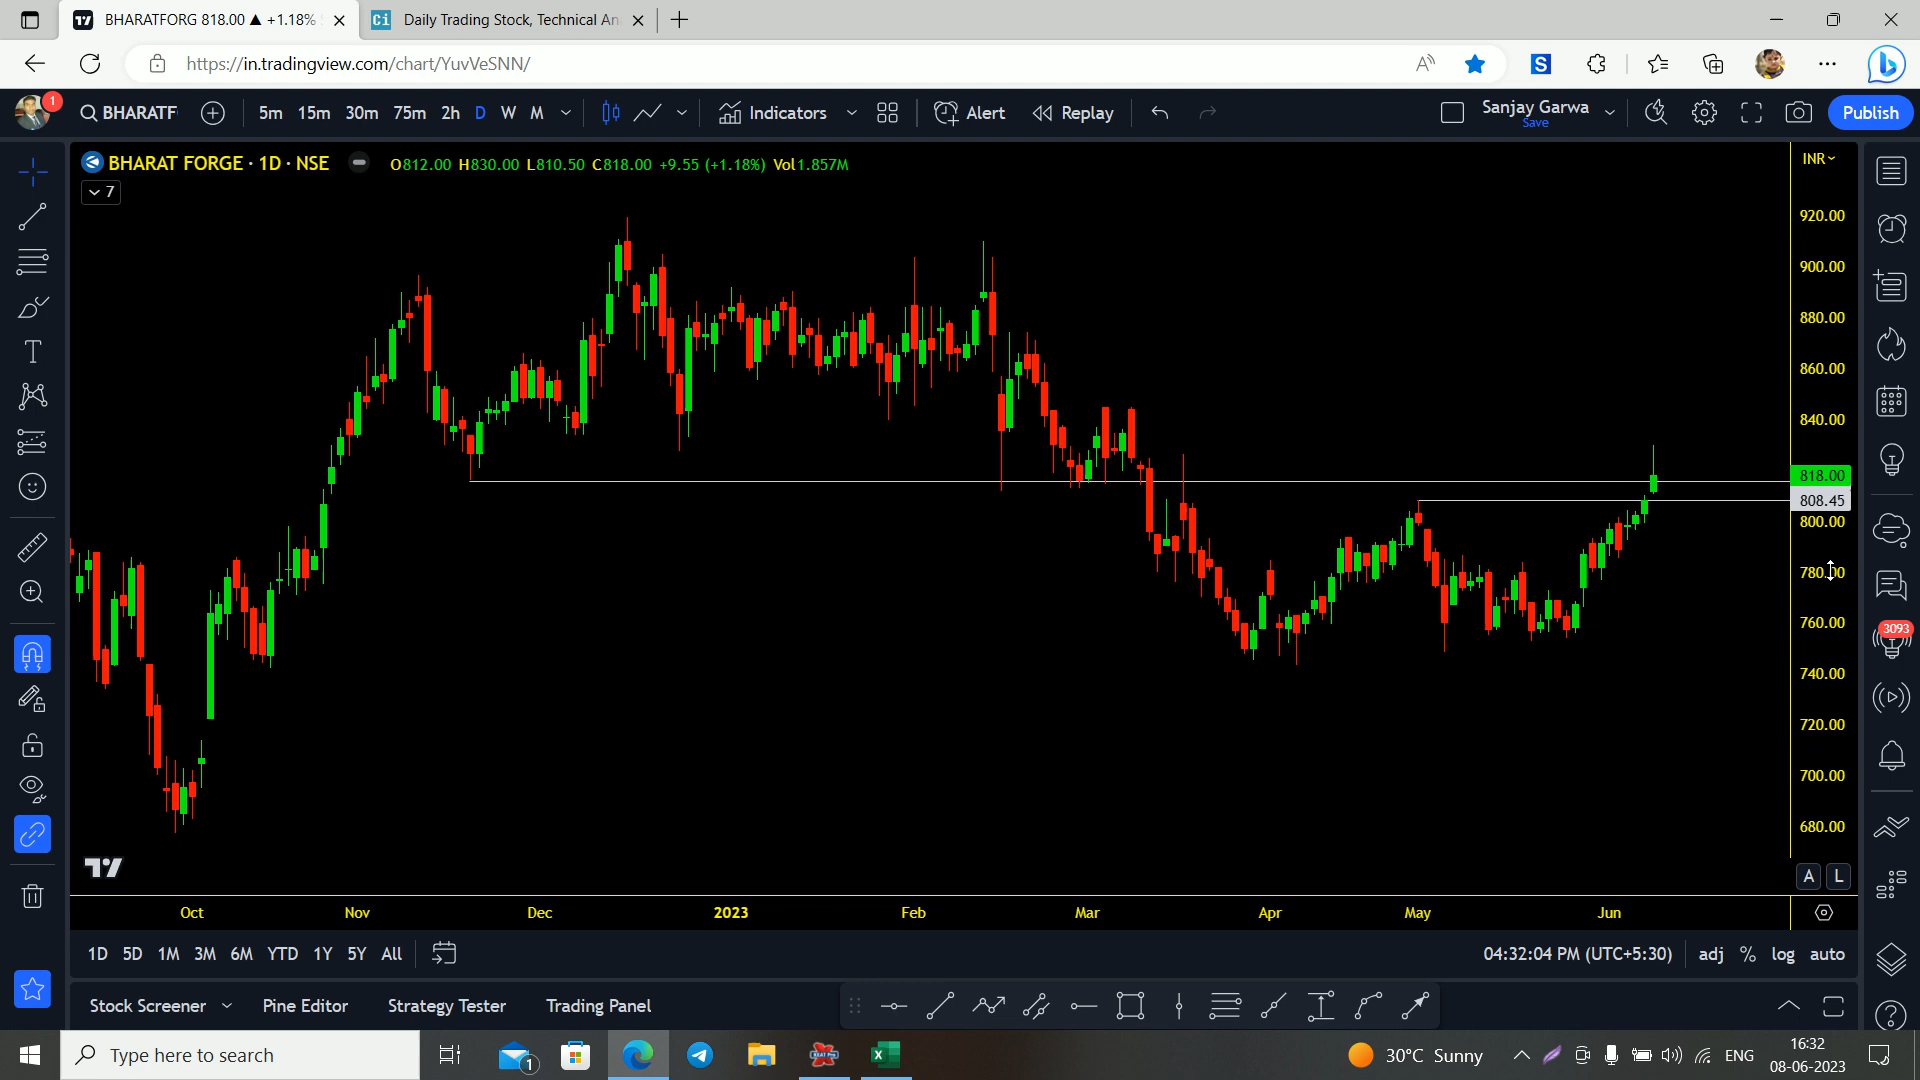 BHARATFORG 818.00 ▲ +1.18%
Daily Trading Stock, Technical An
https://in.tradingview.com/chart/YuvVeSNN/
1
BHARATF
5m 15m 30m 75m 2h D W M
Indicators
Alert
Replay
Sanjay Garwa
Save
Publish
BHARAT FORGE · 1D · NSE
O812.00 H830.00 L810.50 C818.00 +9.55 (+1.18%) Vol1.857M
7
INR
920.00
900.00
880.00
860.00
840.00
818.00
808.45
800.00
780.00
760.00
740.00
720.00
700.00
680.00
3093
A L
Oct Nov Dec 2023 Feb Mar Apr May Jun
1D 5D 1M 3M 6M YTD 1Y 5Y All
04:32:04 PM (UTC+5:30) adj % log auto
Stock Screener Pine Editor Strategy Tester Trading Panel
Type here to search
1
30°C Sunny
ENG
16:32
08-06-2023